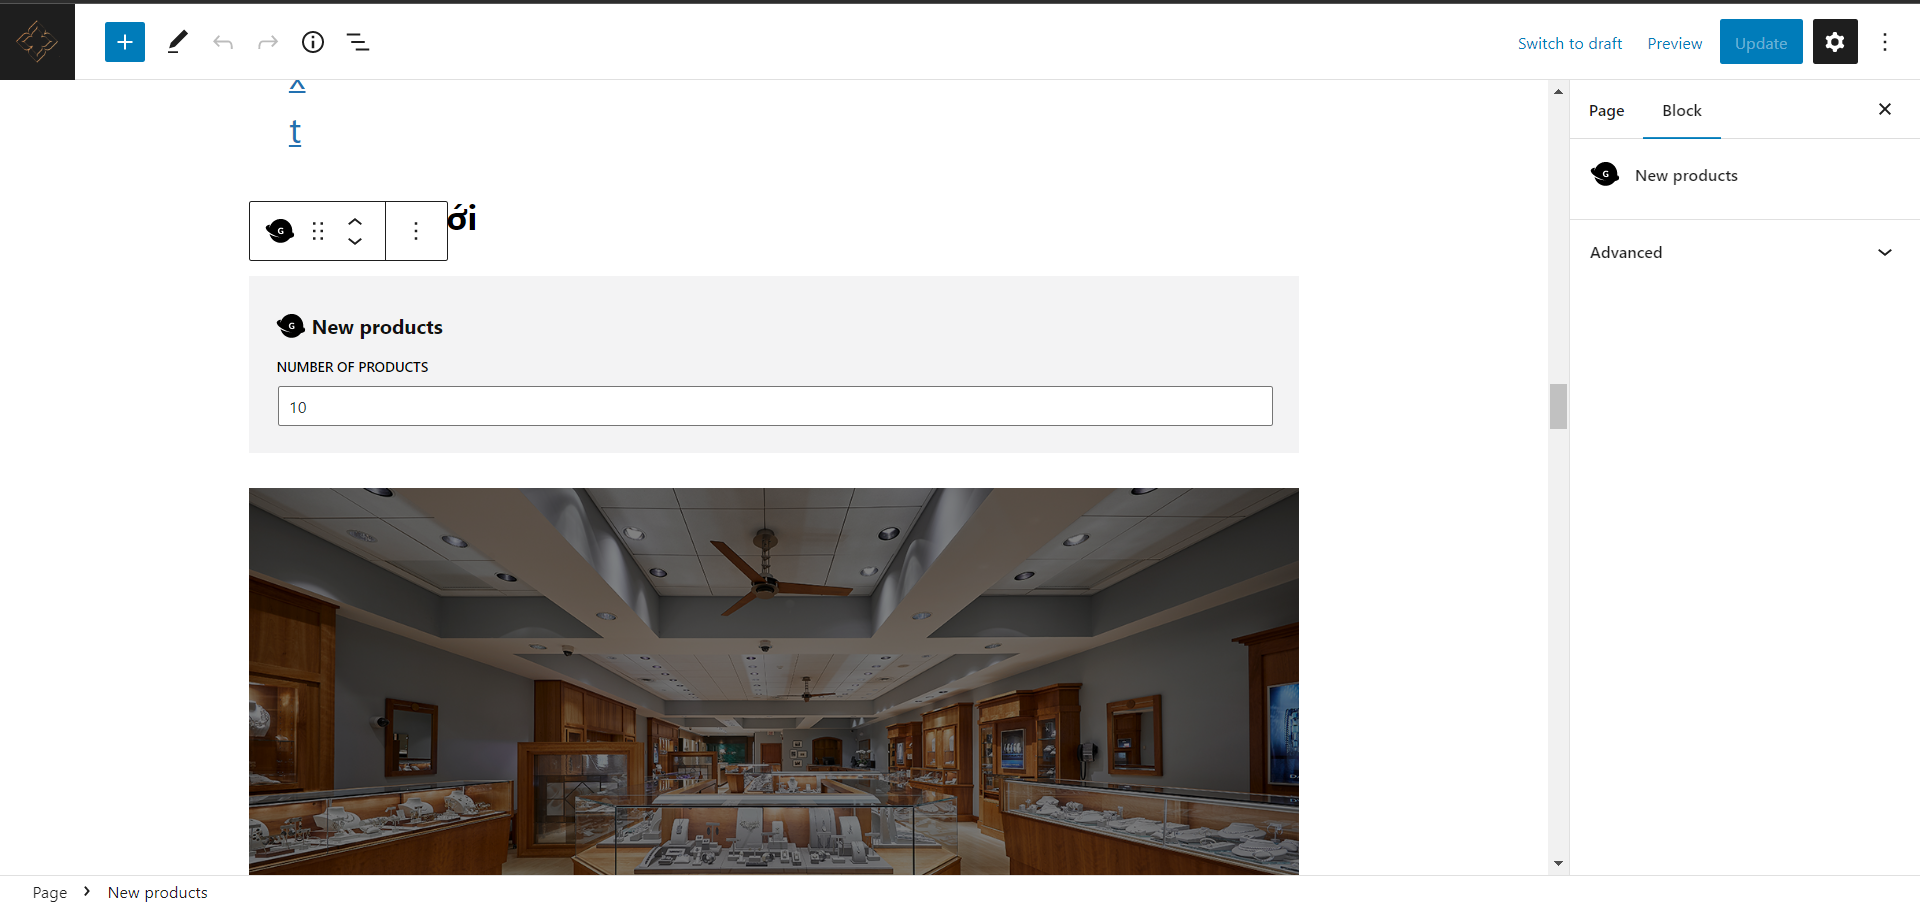 Switch to draft
Preview
Update
t
ới
New products
NUMBER OF PRODUCTS
10
Page
Block
New products
Advanced
Page
New products